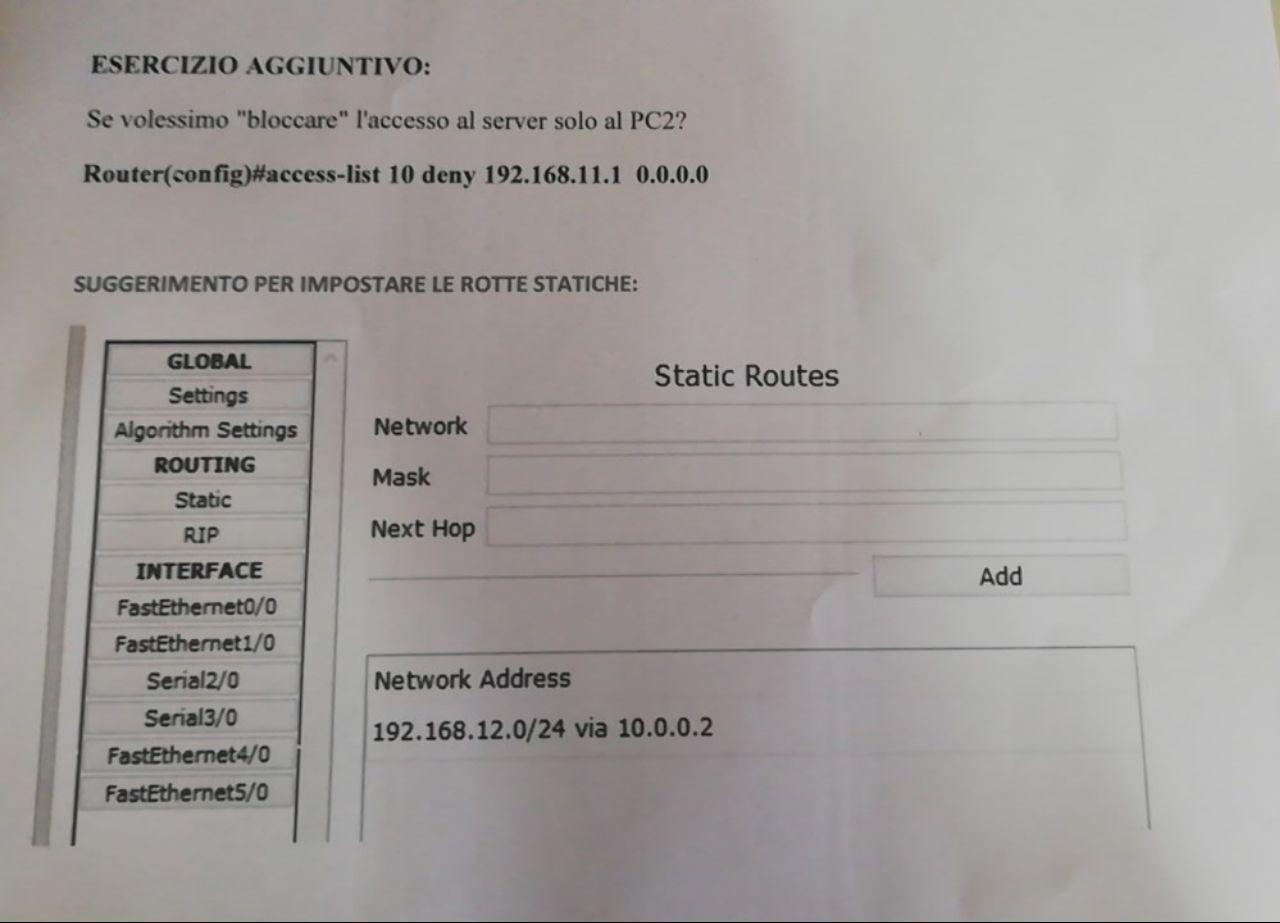 ESERCIZIO AGGIUNTIVO:
Se volessimo "bloccare" l'accesso al server solo al PC2?
Router(config)#access-list 10 deny 192.168.11.1 0.0.0.0
SUGGERIMENTO PER IMPOSTARE LE ROTTE STATICHE:
GLOBAL
Settings
Algorithm Settings
ROUTING
Static
RIP
INTERFACE
FastEthernet0/0
FastEthernet1/0
Serial2/0
Serial3/0
FastEthernet4/0
FastEthernet5/0
Static Routes
Network
Mask
Next Hop
Add
Network Address
192.168.12.0/24 via 10.0.0.2